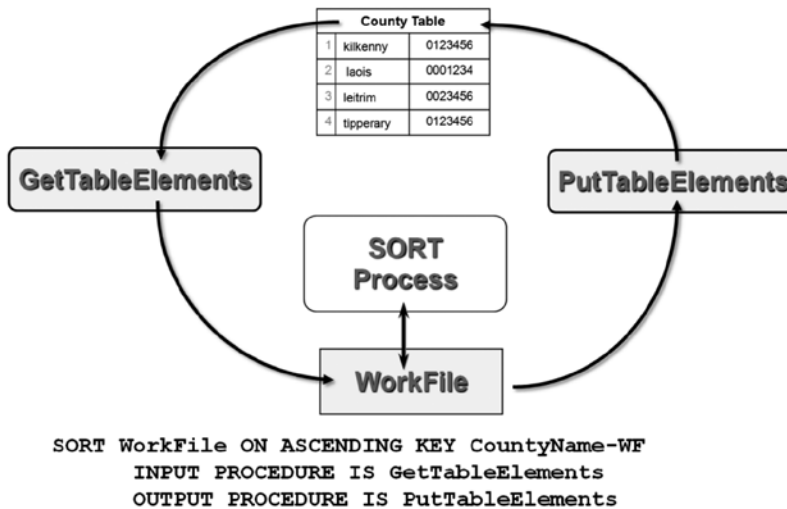 County Table
1 kilkenny 0123456
2 laois 0001234
3 leitrim 0023456
4 tipperary 0123456
GetTableElements
PutTableElements
SORT
Process
WorkFile
SORT WorkFile ON ASCENDING KEY CountyName-WF
INPUT PROCEDURE IS GetTableElements
OUTPUT PROCEDURE IS PutTableElements